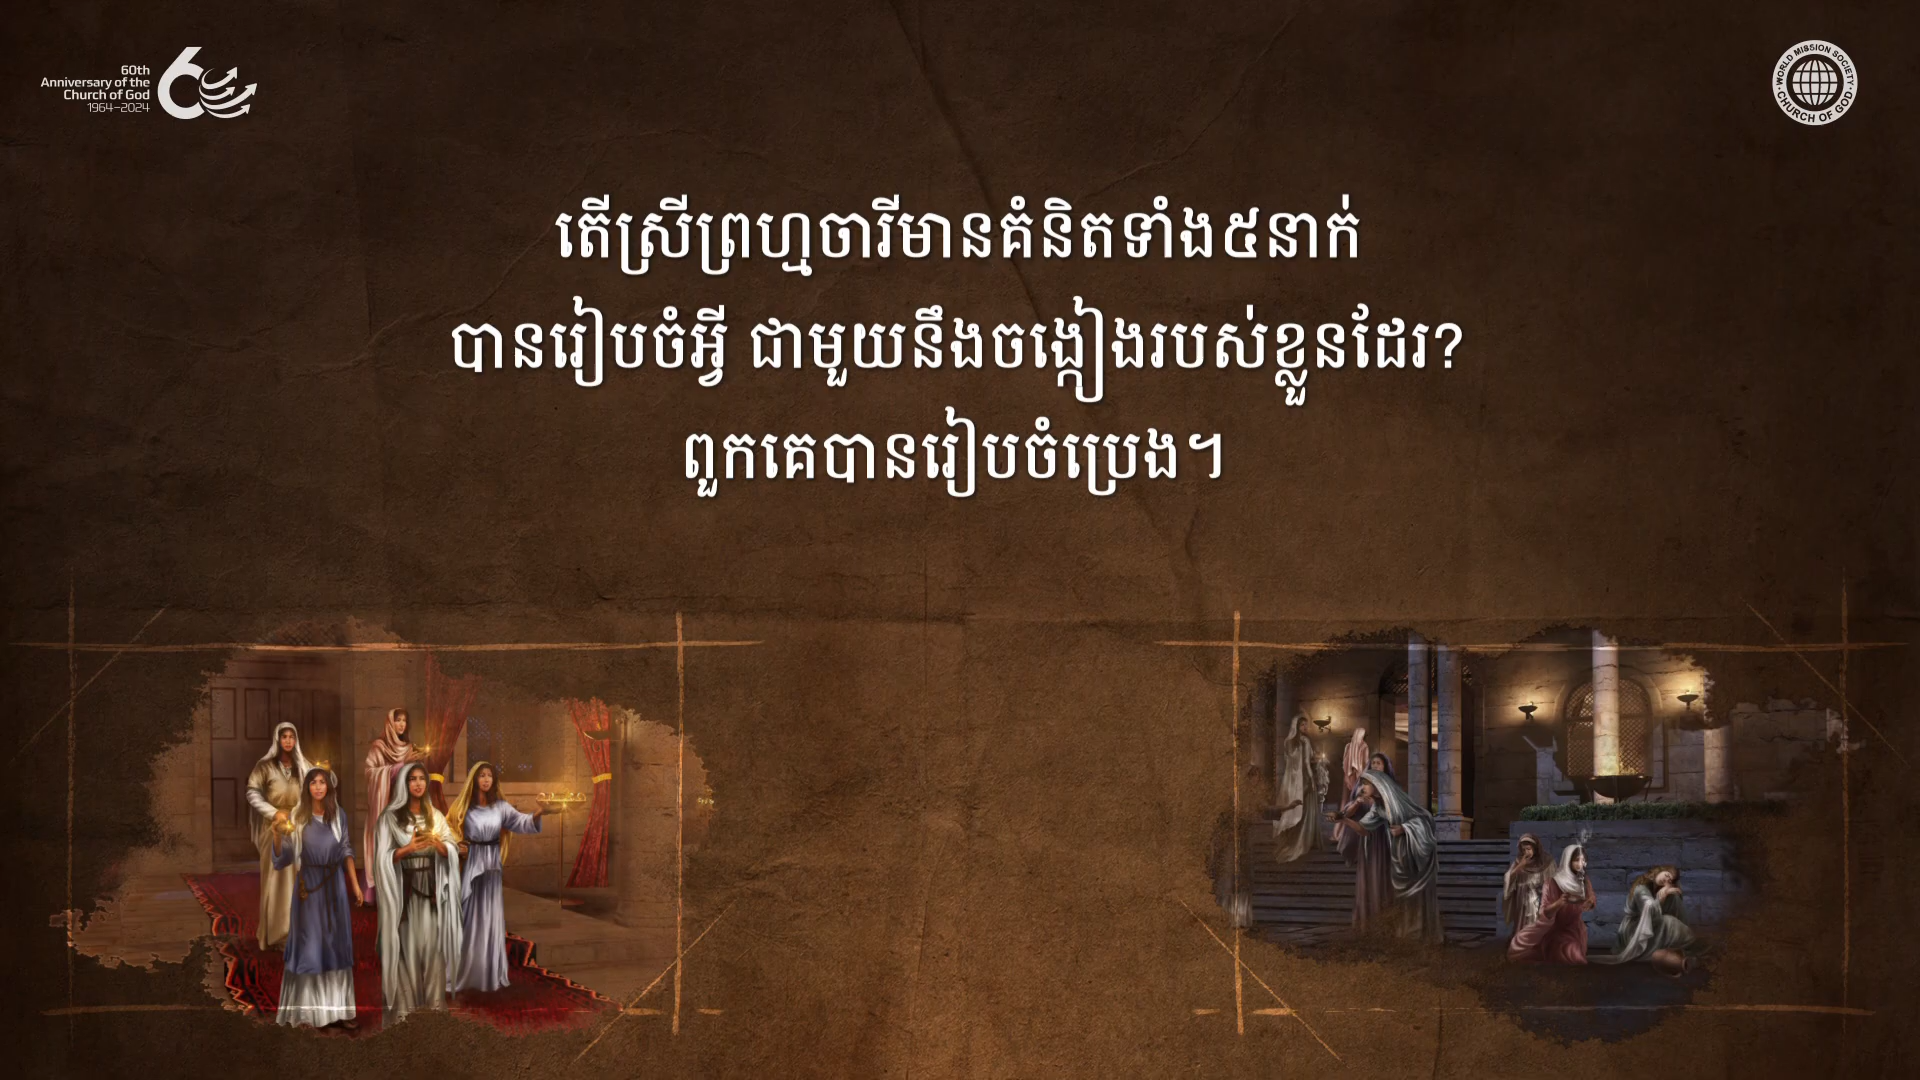 60th
Anniversary of the
Church of God
1964–2024
WORLD MISSION SOCIETY
CHURCH OF GOD
តើស្រីព្រហ្មចារីមានគំនិតទាំង៥នាក់
បានរៀបចំអ្វី ជាមួយនឹងចង្កៀងរបស់ខ្លួនដែរ?
ពួកគេបានរៀបចំប្រេង។